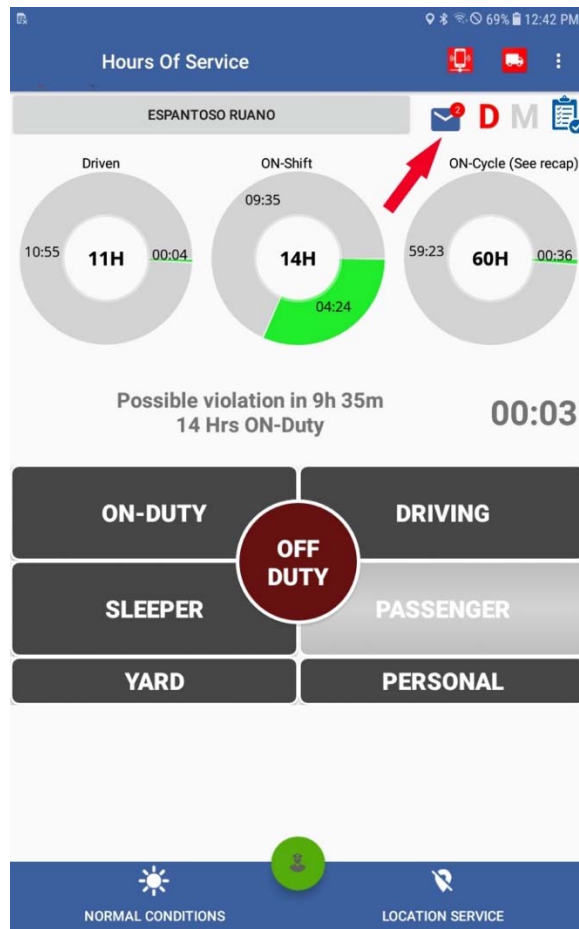 69% 12:42 PM
Hours Of Service
ESPANTOSO RUANO
2
D M
Driven
ON-Shift
ON-Cycle (See recap)
09:35
10:55
11H
00:04
14H
59:23
60H
00:36
04:24
Possible violation in 9h 35m
14 Hrs ON-Duty
00:03
ON-DUTY
DRIVING
OFF
DUTY
SLEEPER
PASSENGER
YARD
PERSONAL
NORMAL CONDITIONS
LOCATION SERVICE